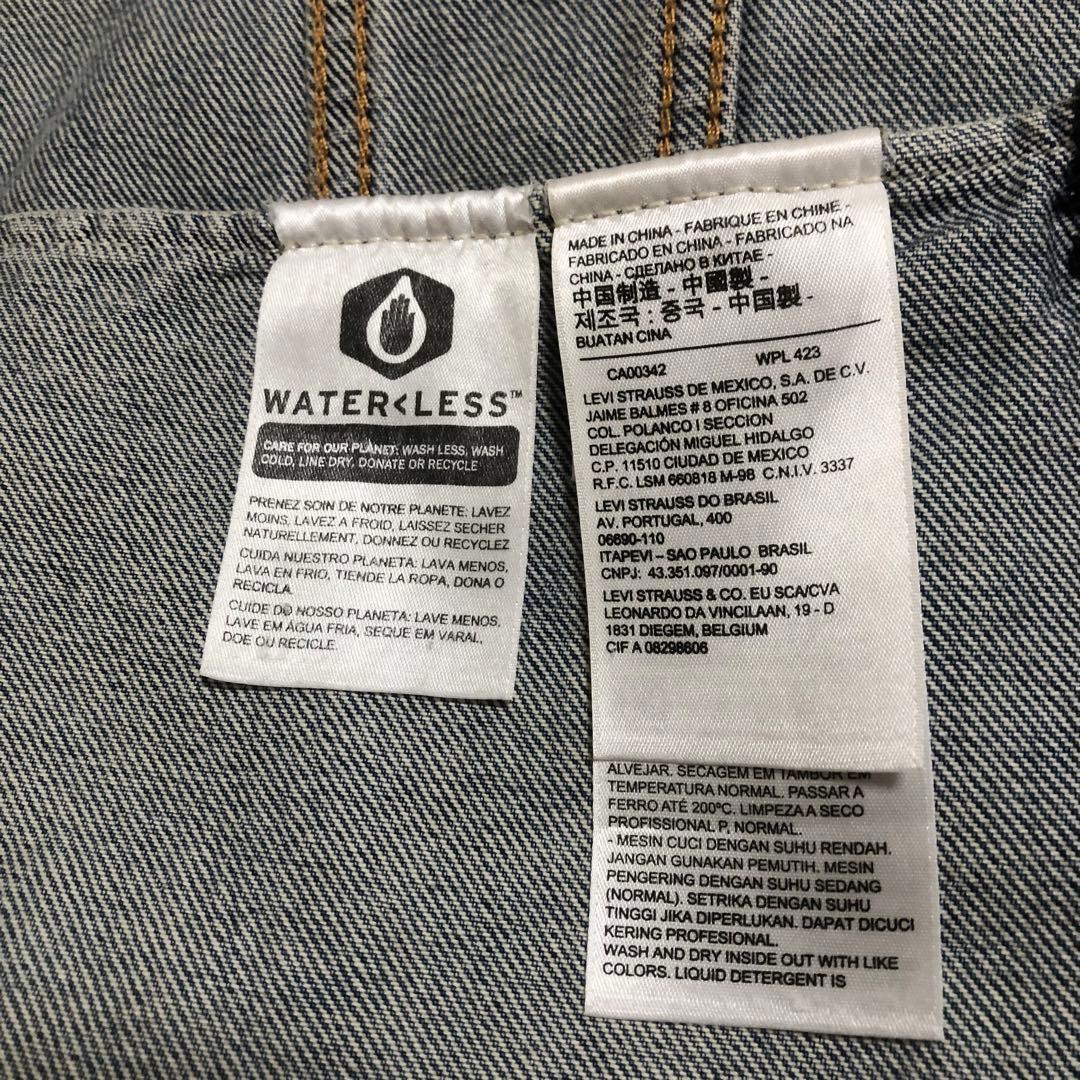 WATER<LESS™
CARE FOR OUR PLANET: WASH LESS, WASH
COLD, LINE DRY, DONATE OR RECYCLE
PRENEZ SOIN DE NOTRE PLANETE: LAVEZ
MOINS, LAVEZ A FROID, LAISSEZ SECHER
NATURELLEMENT, DONNEZ OU RECYCLEZ
CUIDA NUESTRO PLANETA: LAVA MENOS,
LAVA EN FRIO, TIENDE LA ROPA, DONA O
RECICLA
CUIDE DO NOSSO PLANETA: LAVE MENOS,
LAVE EM AGUA FRIA, SEQUE EM VARAL,
DOE OU RECICLE.
MADE IN CHINA - FABRIQUE EN CHINE -
FABRICADO EN CHINA - FABRICADO NA
CHINA - СДЕЛАНО В КИТАЕ -
中国制造 - 中國製 -
제조국 : 중국 - 中国製 -
BUATAN CINA
CA00342 WPL 423
LEVI STRAUSS DE MEXICO, S.A. DE C.V.
JAIME BALMES # 8 OFICINA 502
COL. POLANCO I SECCION
DELEGACIÓN MIGUEL HIDALGO
C.P. 11510 CIUDAD DE MEXICO
R.F.C. LSM 660818 M-98 C.N.I.V. 3337
LEVI STRAUSS DO BRASIL
AV. PORTUGAL, 400
06690-110
ITAPEVI – SAO PAULO BRASIL
CNPJ: 43.351.097/0001-90
LEVI STRAUSS & CO. EU SCA/CVA
LEONARDO DA VINCILAAN, 19 - D
1831 DIEGEM, BELGIUM
CIF A 08298606
ALVEJAR. SECAGEM EM TAMBOR EM
TEMPERATURA NORMAL. PASSAR A
FERRO ATÉ 200ºC. LIMPEZA A SECO
PROFISSIONAL P, NORMAL.
- MESIN CUCI DENGAN SUHU RENDAH.
JANGAN GUNAKAN PEMUTIH. MESIN
PENGERING DENGAN SUHU SEDANG
(NORMAL). SETRIKA DENGAN SUHU
TINGGI JIKA DIPERLUKAN. DAPAT DICUCI
KERING PROFESIONAL.
WASH AND DRY INSIDE OUT WITH LIKE
COLORS. LIQUID DETERGENT IS